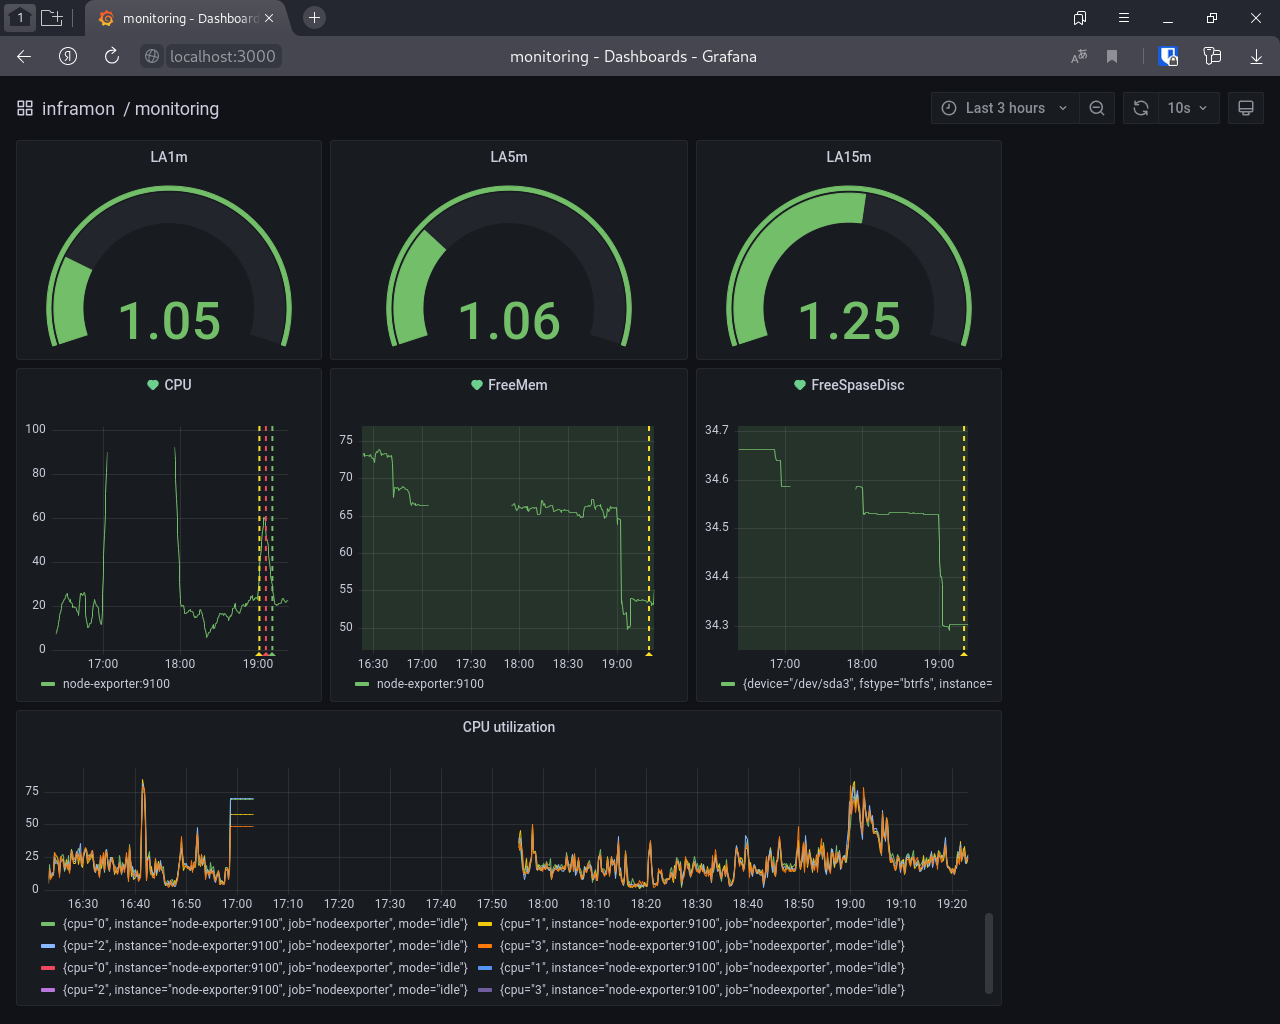 1
monitoring - Dashboard
localhost:3000
monitoring - Dashboards - Grafana
inframon / monitoring
Last 3 hours
10s
LA1m
LA5m
LA15m
1.05
1.06
1.25
CPU
FreeMem
FreeSpaseDisc
100
80
60
40
20
0
17:00 18:00 19:00
node-exporter:9100
75
70
65
60
55
50
16:30 17:00 17:30 18:00 18:30 19:00
node-exporter:9100
34.7
34.6
34.5
34.4
34.3
17:00 18:00 19:00
{device="/dev/sda3", fstype="btrfs", instance=
CPU utilization
75
50
25
0
16:30 16:40 16:50 17:00 17:10 17:20 17:30 17:40 17:50 18:00 18:10 18:20 18:30 18:40 18:50 19:00 19:10 19:20
{cpu="0", instance="node-exporter:9100", job="nodeexporter", mode="idle"} {cpu="1", instance="node-exporter:9100", job="nodeexporter", mode="idle"}
{cpu="2", instance="node-exporter:9100", job="nodeexporter", mode="idle"} {cpu="3", instance="node-exporter:9100", job="nodeexporter", mode="idle"}
{cpu="0", instance="node-exporter:9100", job="nodeexporter", mode="idle"} {cpu="1", instance="node-exporter:9100", job="nodeexporter", mode="idle"}
{cpu="2", instance="node-exporter:9100", job="nodeexporter", mode="idle"} {cpu="3", instance="node-exporter:9100", job="nodeexporter", mode="idle"}